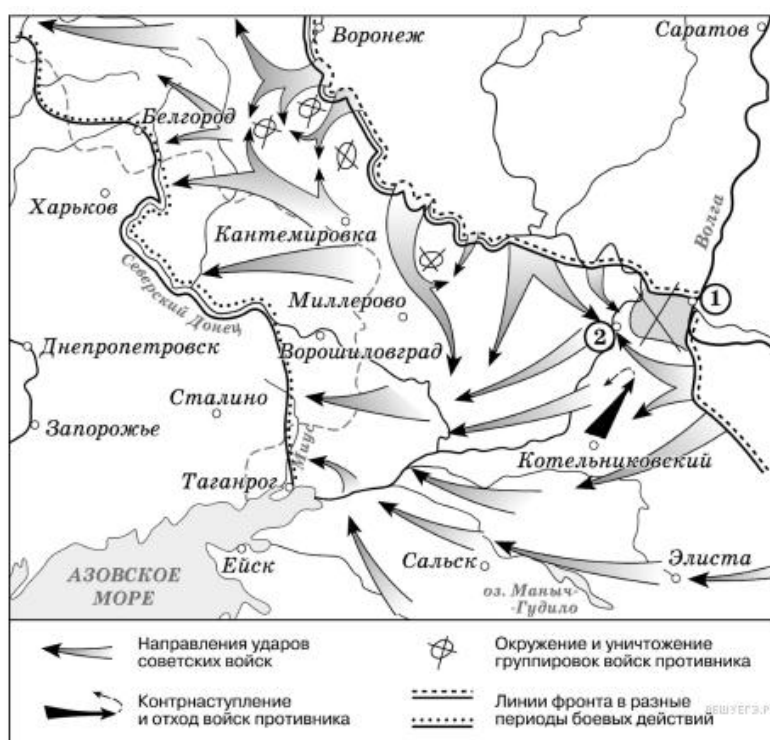 Воронеж
Саратов
Белгород
Волга
Харьков
Кантемировка
Северский Донец
Миллерово
1
Днепропетровск
Ворошиловград
2
Сталино
Запорожье
Миус
Котельниковский
Таганрог
АЗОВСКОЕ
МОРЕ
Ейск
Сальск
Элиста
оз. Маныч-
-Гудило
Направления ударов
советских войск
Окружение и уничтожение
группировок войск противника
Контрнаступление
и отход войск противника
Линии фронта в разные
периоды боевых действий